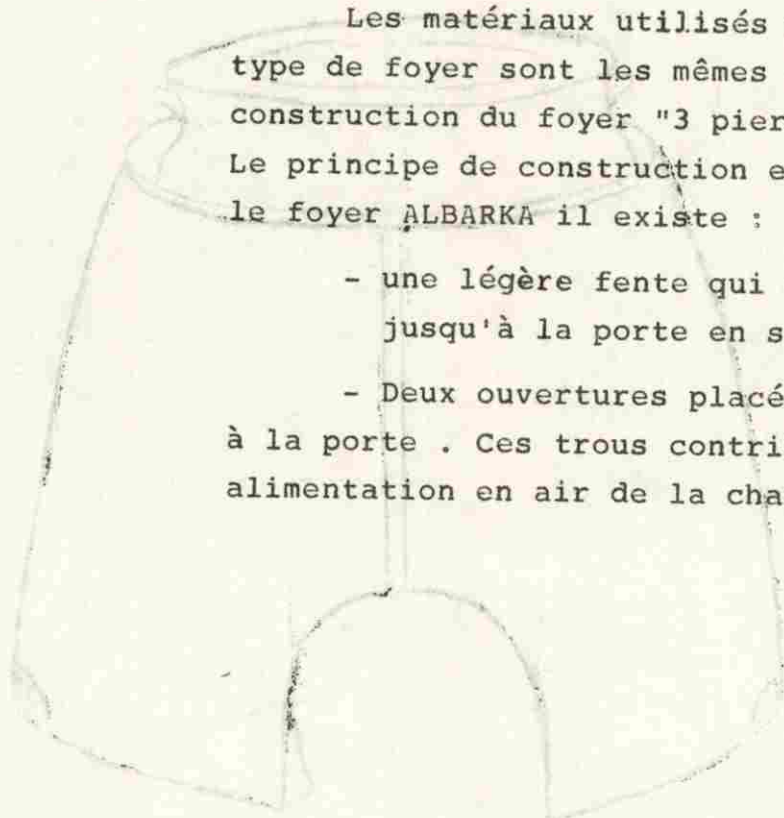 Les matériaux utilisés
type de foyer sont les mêmes
construction du foyer "3 pier
Le principe de construction e
le foyer ALBARKA il existe :
- une légère fente qui
jusqu'à la porte en s
- Deux ouvertures placé
à la porte . Ces trous contri
alimentation en air de la cha